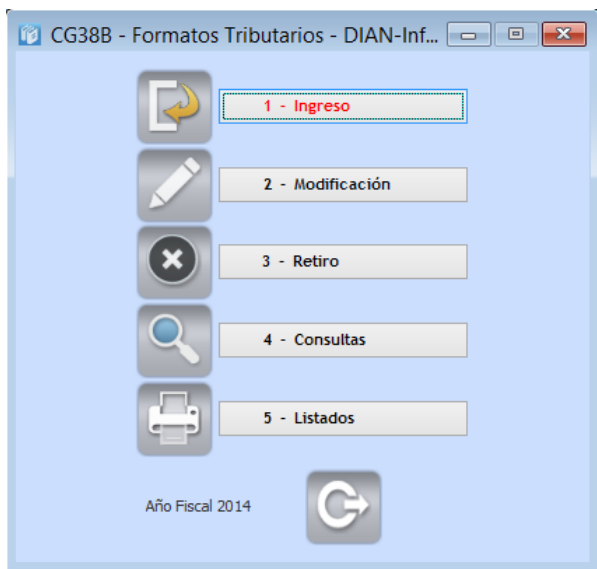 CG38B - Formatos Tributarios - DIAN-Inf...
1 - Ingreso
2 - Modificación
3 - Retiro
4 - Consultas
5 - Listados
Año Fiscal 2014